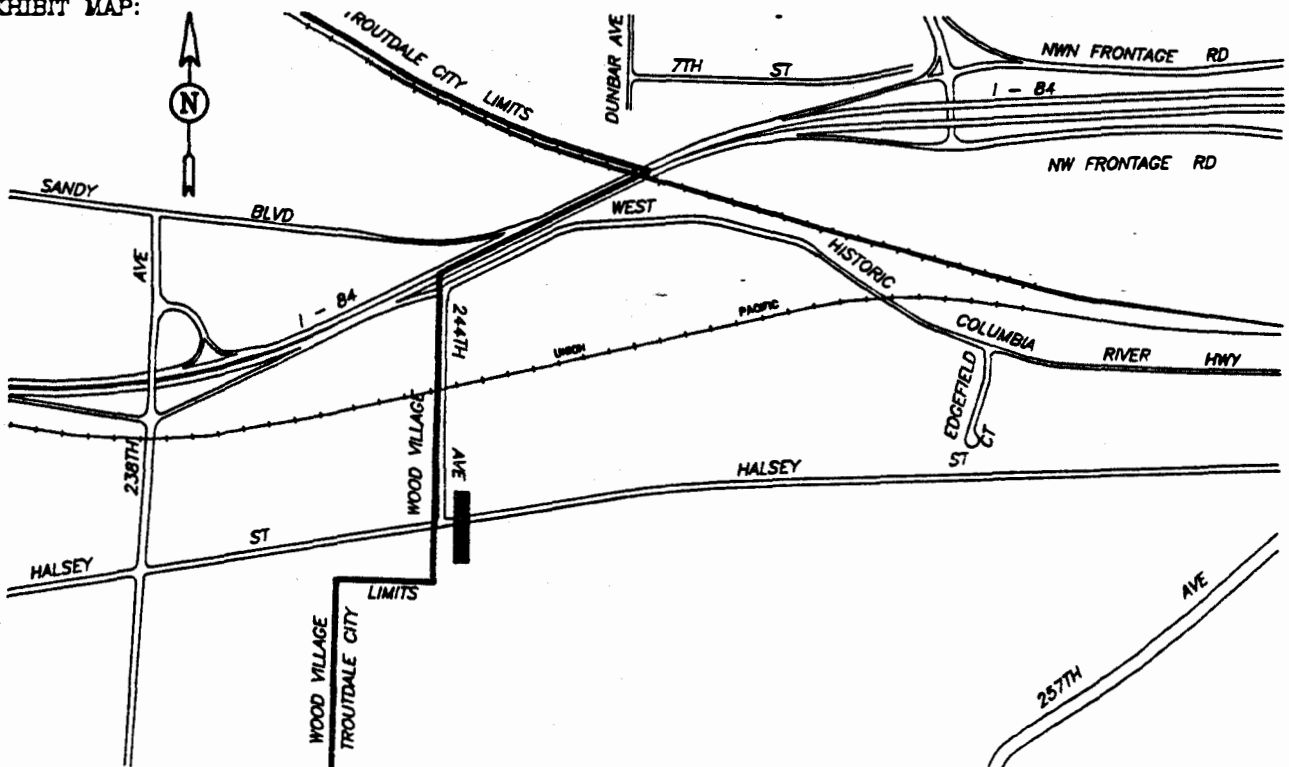 XHIBIT MAP:
ROUTDALE CITY LIMITS
DUNBAR AVE
7TH ST
NWN FRONTAGE RD
I - 84
NW FRONTAGE RD
N
SANDY BLVD
WEST HISTORIC COLUMBIA RIVER HWY
AVE
238TH
I - 84
244TH AVE
UNION PACIFIC
EDGEFIELD CT
ST
WOOD VILLAGE
LIMITS
HALSEY ST
HALSEY
WOOD VILLAGE
TROUTDALE CITY
257TH AVE